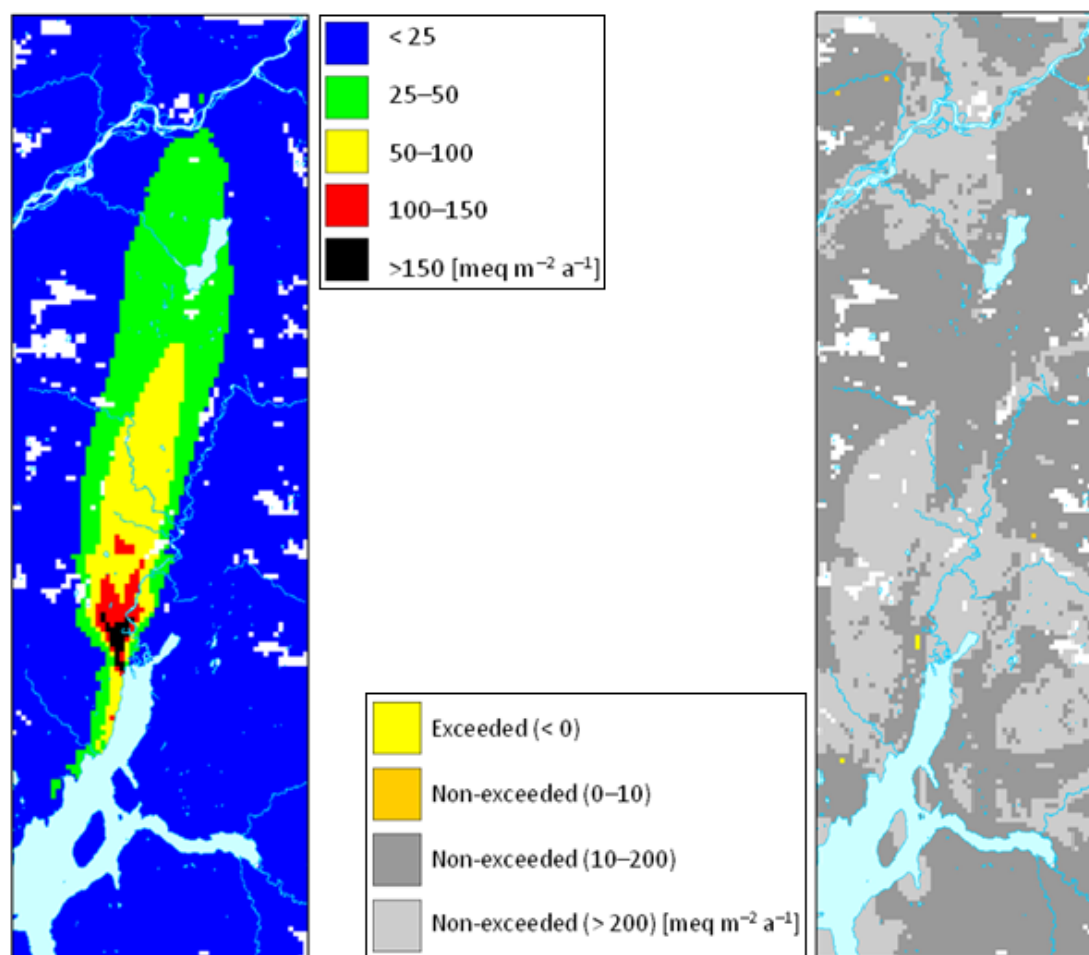 < 25
25–50
50–100
100–150
>150 [meq m⁻² a⁻¹]
Exceeded (< 0)
Non-exceeded (0–10)
Non-exceeded (10–200)
Non-exceeded (> 200) [meq m⁻² a⁻¹]